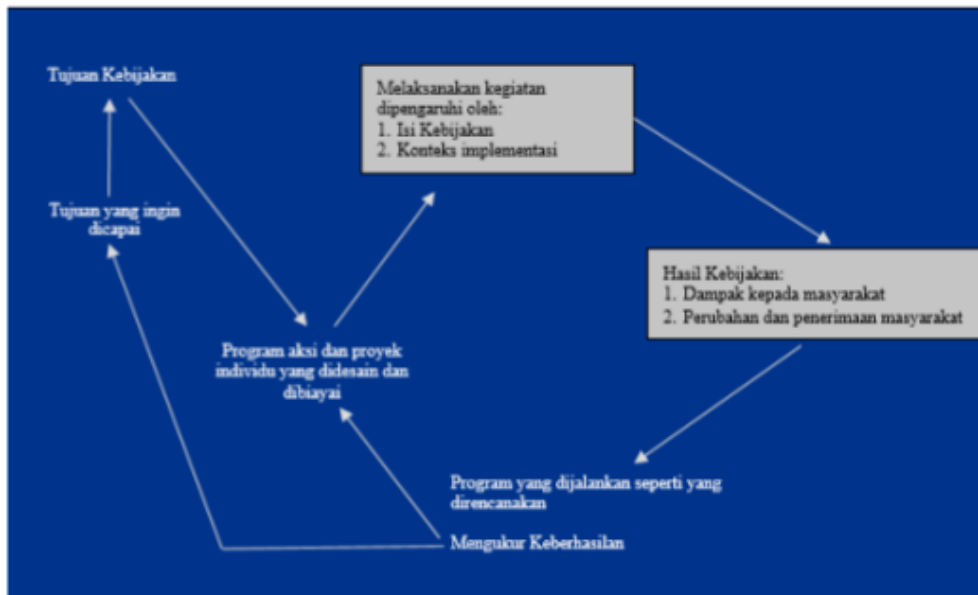 Tujuan Kebijakan
Melaksanakan kegiatan
dipengaruhi oleh:
1. Isi Kebijakan
2. Konteks implementasi
Tujuan yang ingin
dicapai
Hasil Kebijakan:
1. Dampak kepada masyarakat
2. Perubahan dan penerimaan masyarakat
Program aksi dan proyek
individu yang didesain dan
dibiayai
Program yang dijalankan seperti yang
direncanakan
Mengukur Keberhasilan